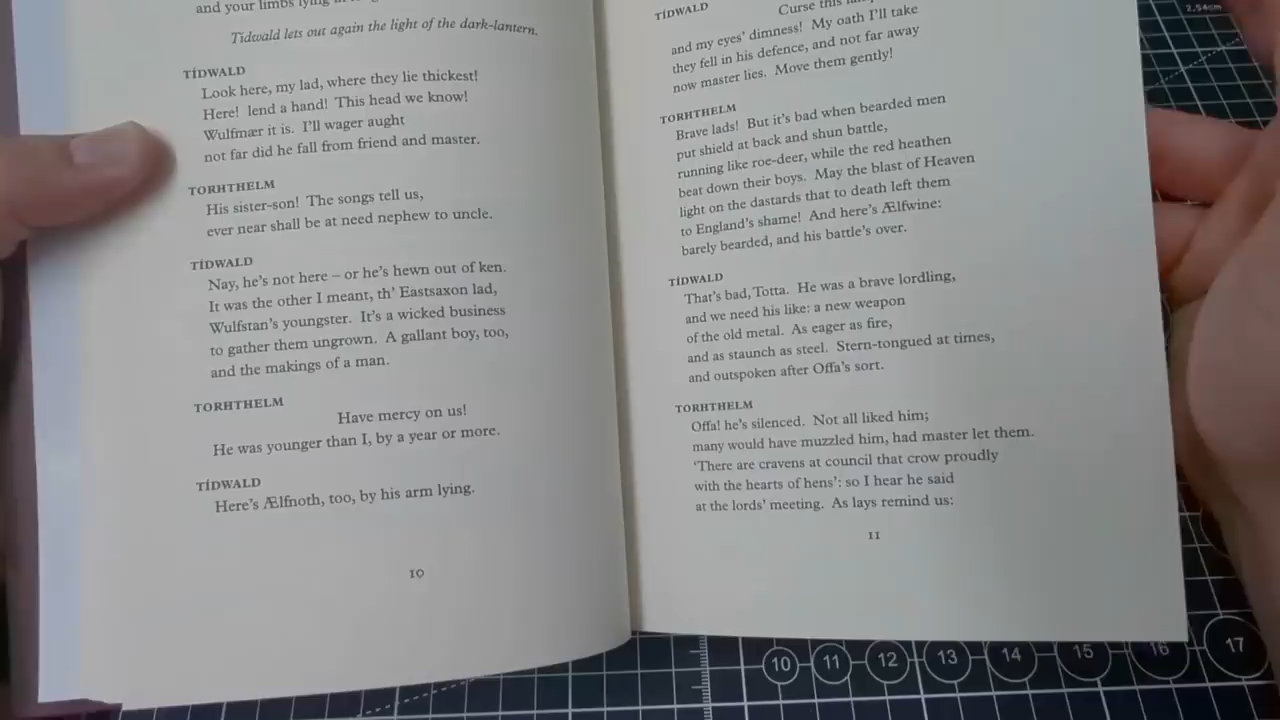 and your limbs lying in
Tídwald lets out again the light of the dark-lantern.
TÍDWALD
Look here, my lad, where they lie thickest!
Here! lend a hand! This head we know!
Wulfmær it is. I'll wager aught
not far did he fall from friend and master.
TORHTHELM
His sister-son! The songs tell us,
ever near shall be at need nephew to uncle.
TÍDWALD
Nay, he's not here – or he's hewn out of ken.
It was the other I meant, th' Eastsaxon lad,
Wulfstan's youngster. It's a wicked business
to gather them ungrown. A gallant boy, too,
and the makings of a man.
TORHTHELM
Have mercy on us!
He was younger than I, by a year or more.
TÍDWALD
Here's Ælfnoth, too, by his arm lying.
10
TÍDWALD
Curse this
and my eyes' dimness! My oath I'll take
they fell in his defence, and not far away
now master lies. Move them gently!
TORHTHELM
Brave lads! But it's bad when bearded men
put shield at back and shun battle,
running like roe-deer, while the red heathen
beat down their boys. May the blast of Heaven
light on the dastards that to death left them
to England's shame! And here's Ælfwine:
barely bearded, and his battle's over.
TÍDWALD
That's bad, Totta. He was a brave lordling,
and we need his like: a new weapon
of the old metal. As eager as fire,
and as staunch as steel. Stern-tongued at times,
and outspoken after Offa's sort.
TORHTHELM
Offa! he's silenced. Not all liked him;
many would have muzzled him, had master let them.
'There are cravens at council that crow proudly
with the hearts of hens': so I hear he said
at the lords' meeting. As lays remind us:
11
2.54cm
10 11 12 13 14 15 16 17